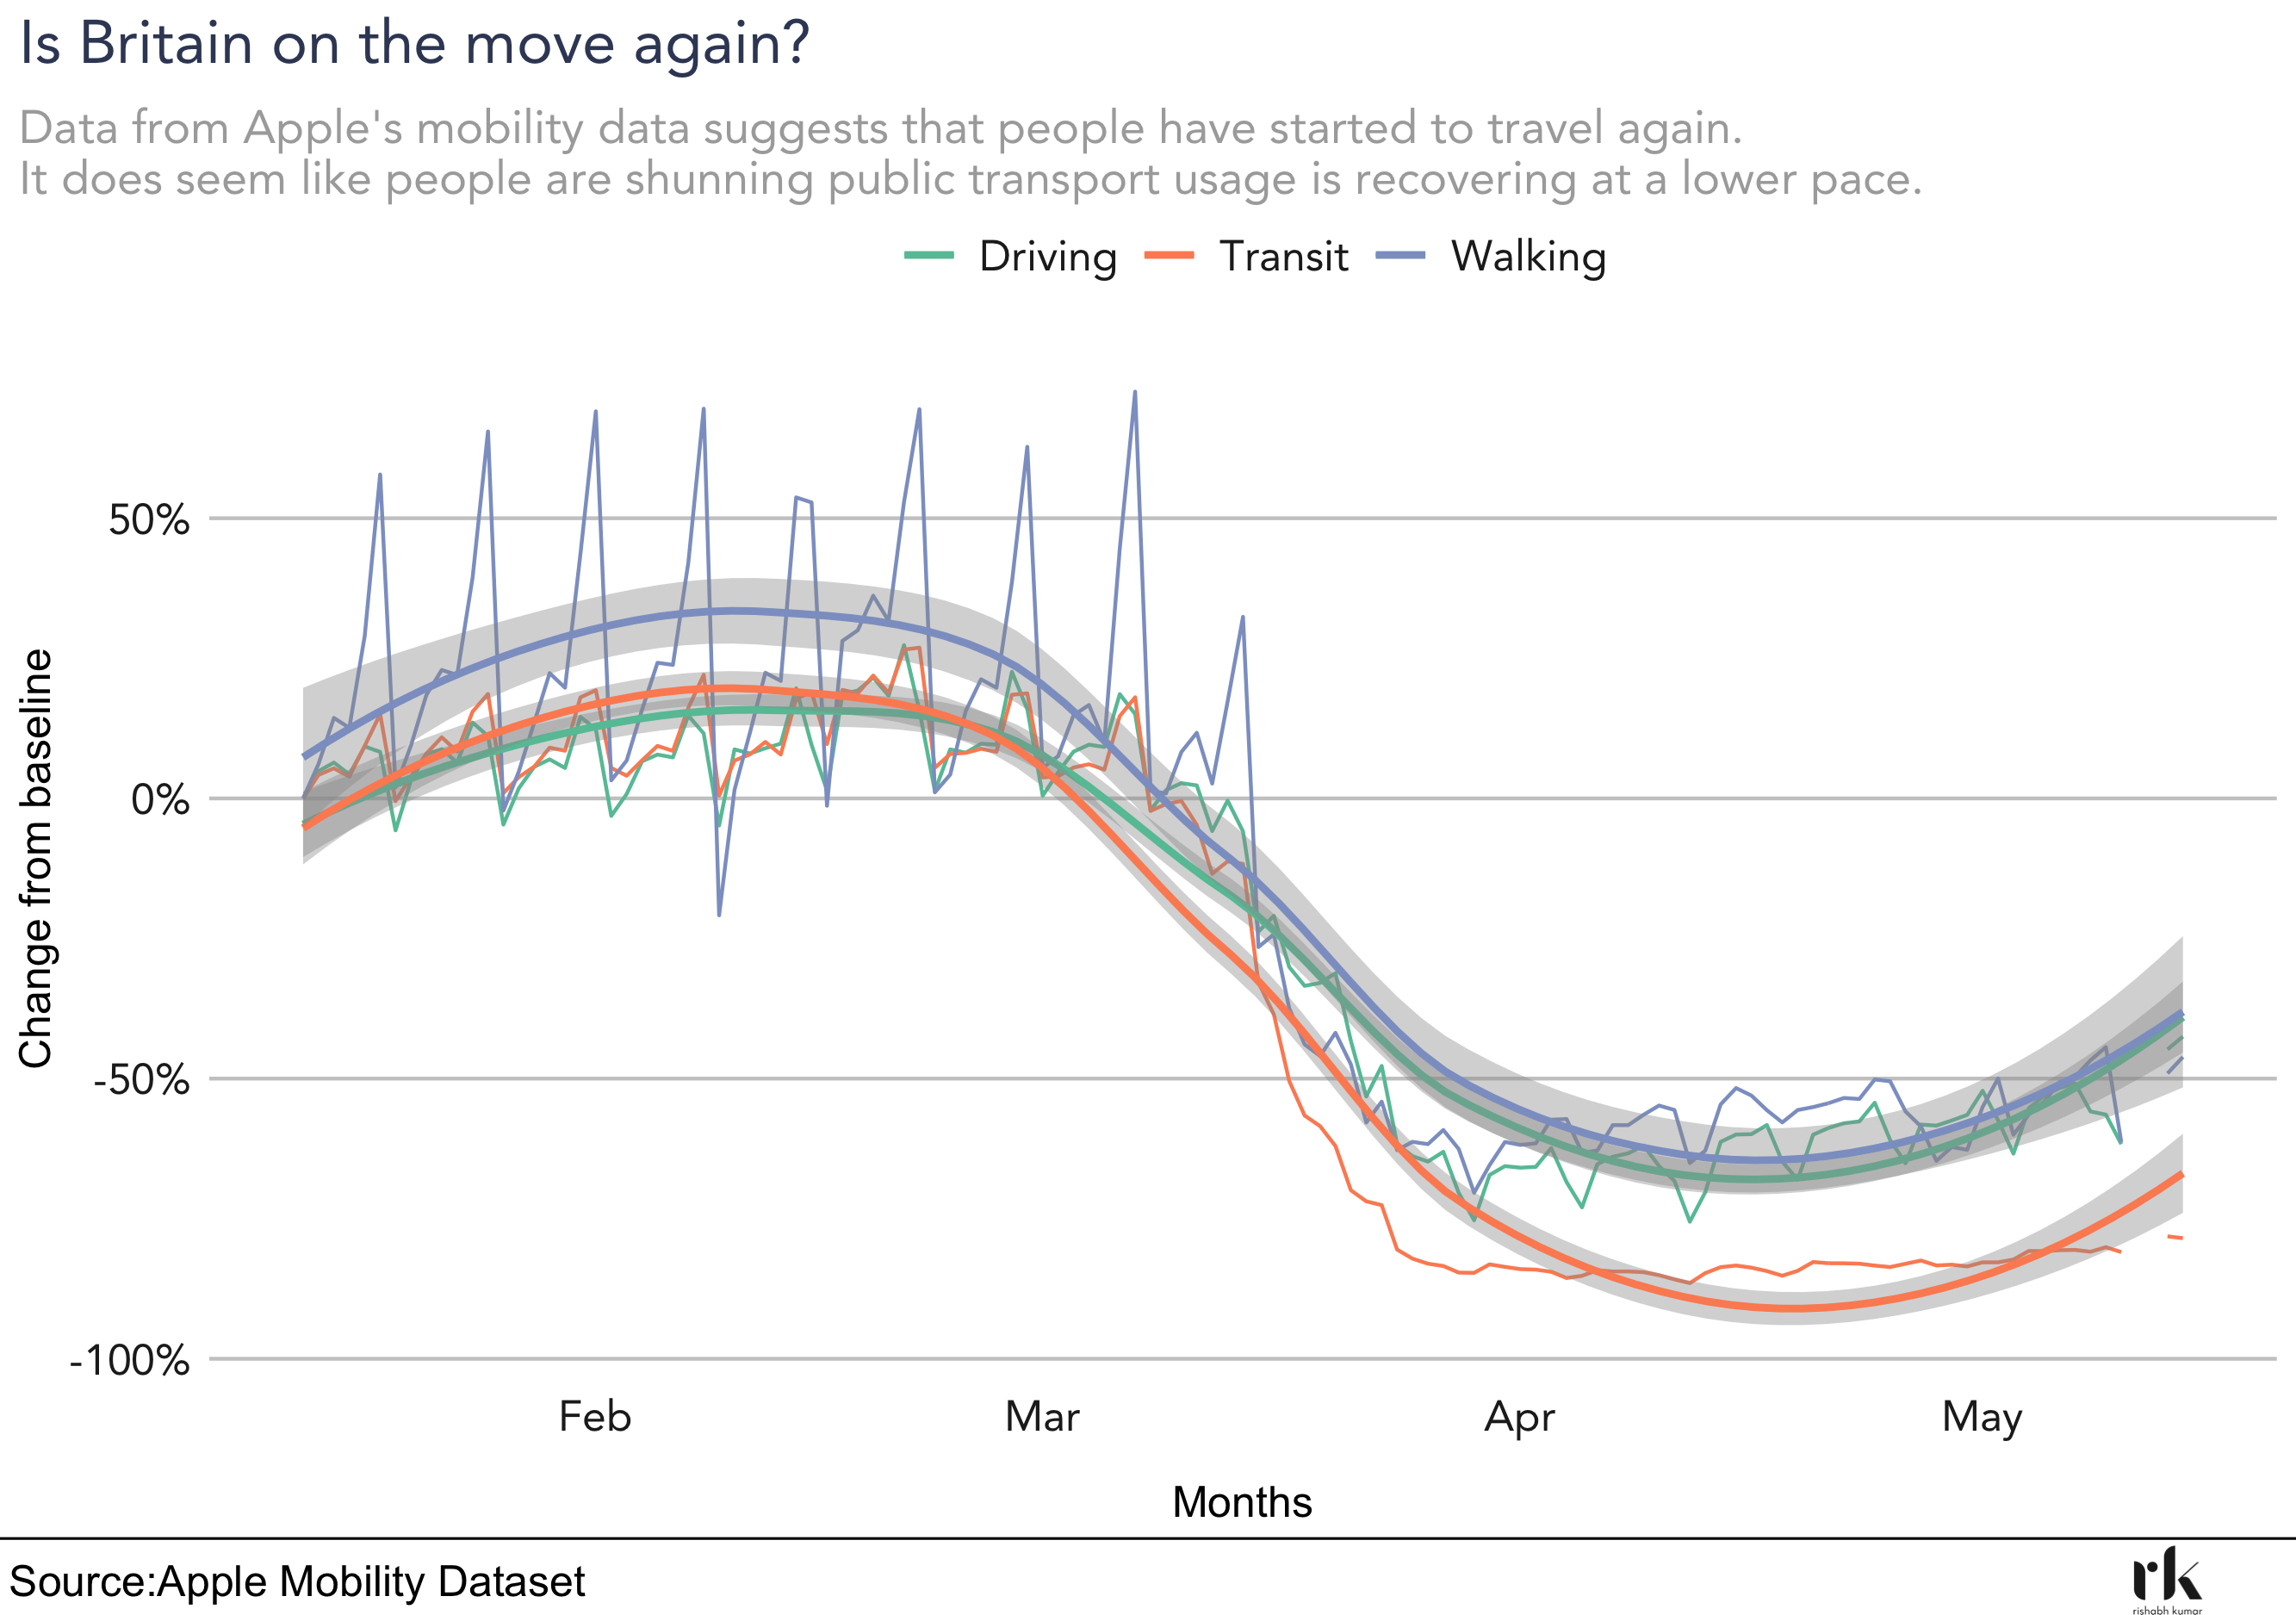 Is Britain on the move again?
Data from Apple's mobility data suggests that people have started to travel again.
It does seem like people are shunning public transport usage is recovering at a lower pace.
Driving Transit Walking
50%
0%
-50%
-100%
Change from baseline
Feb Mar Apr May
Months
Source:Apple Mobility Dataset
rk
rishabh kumar